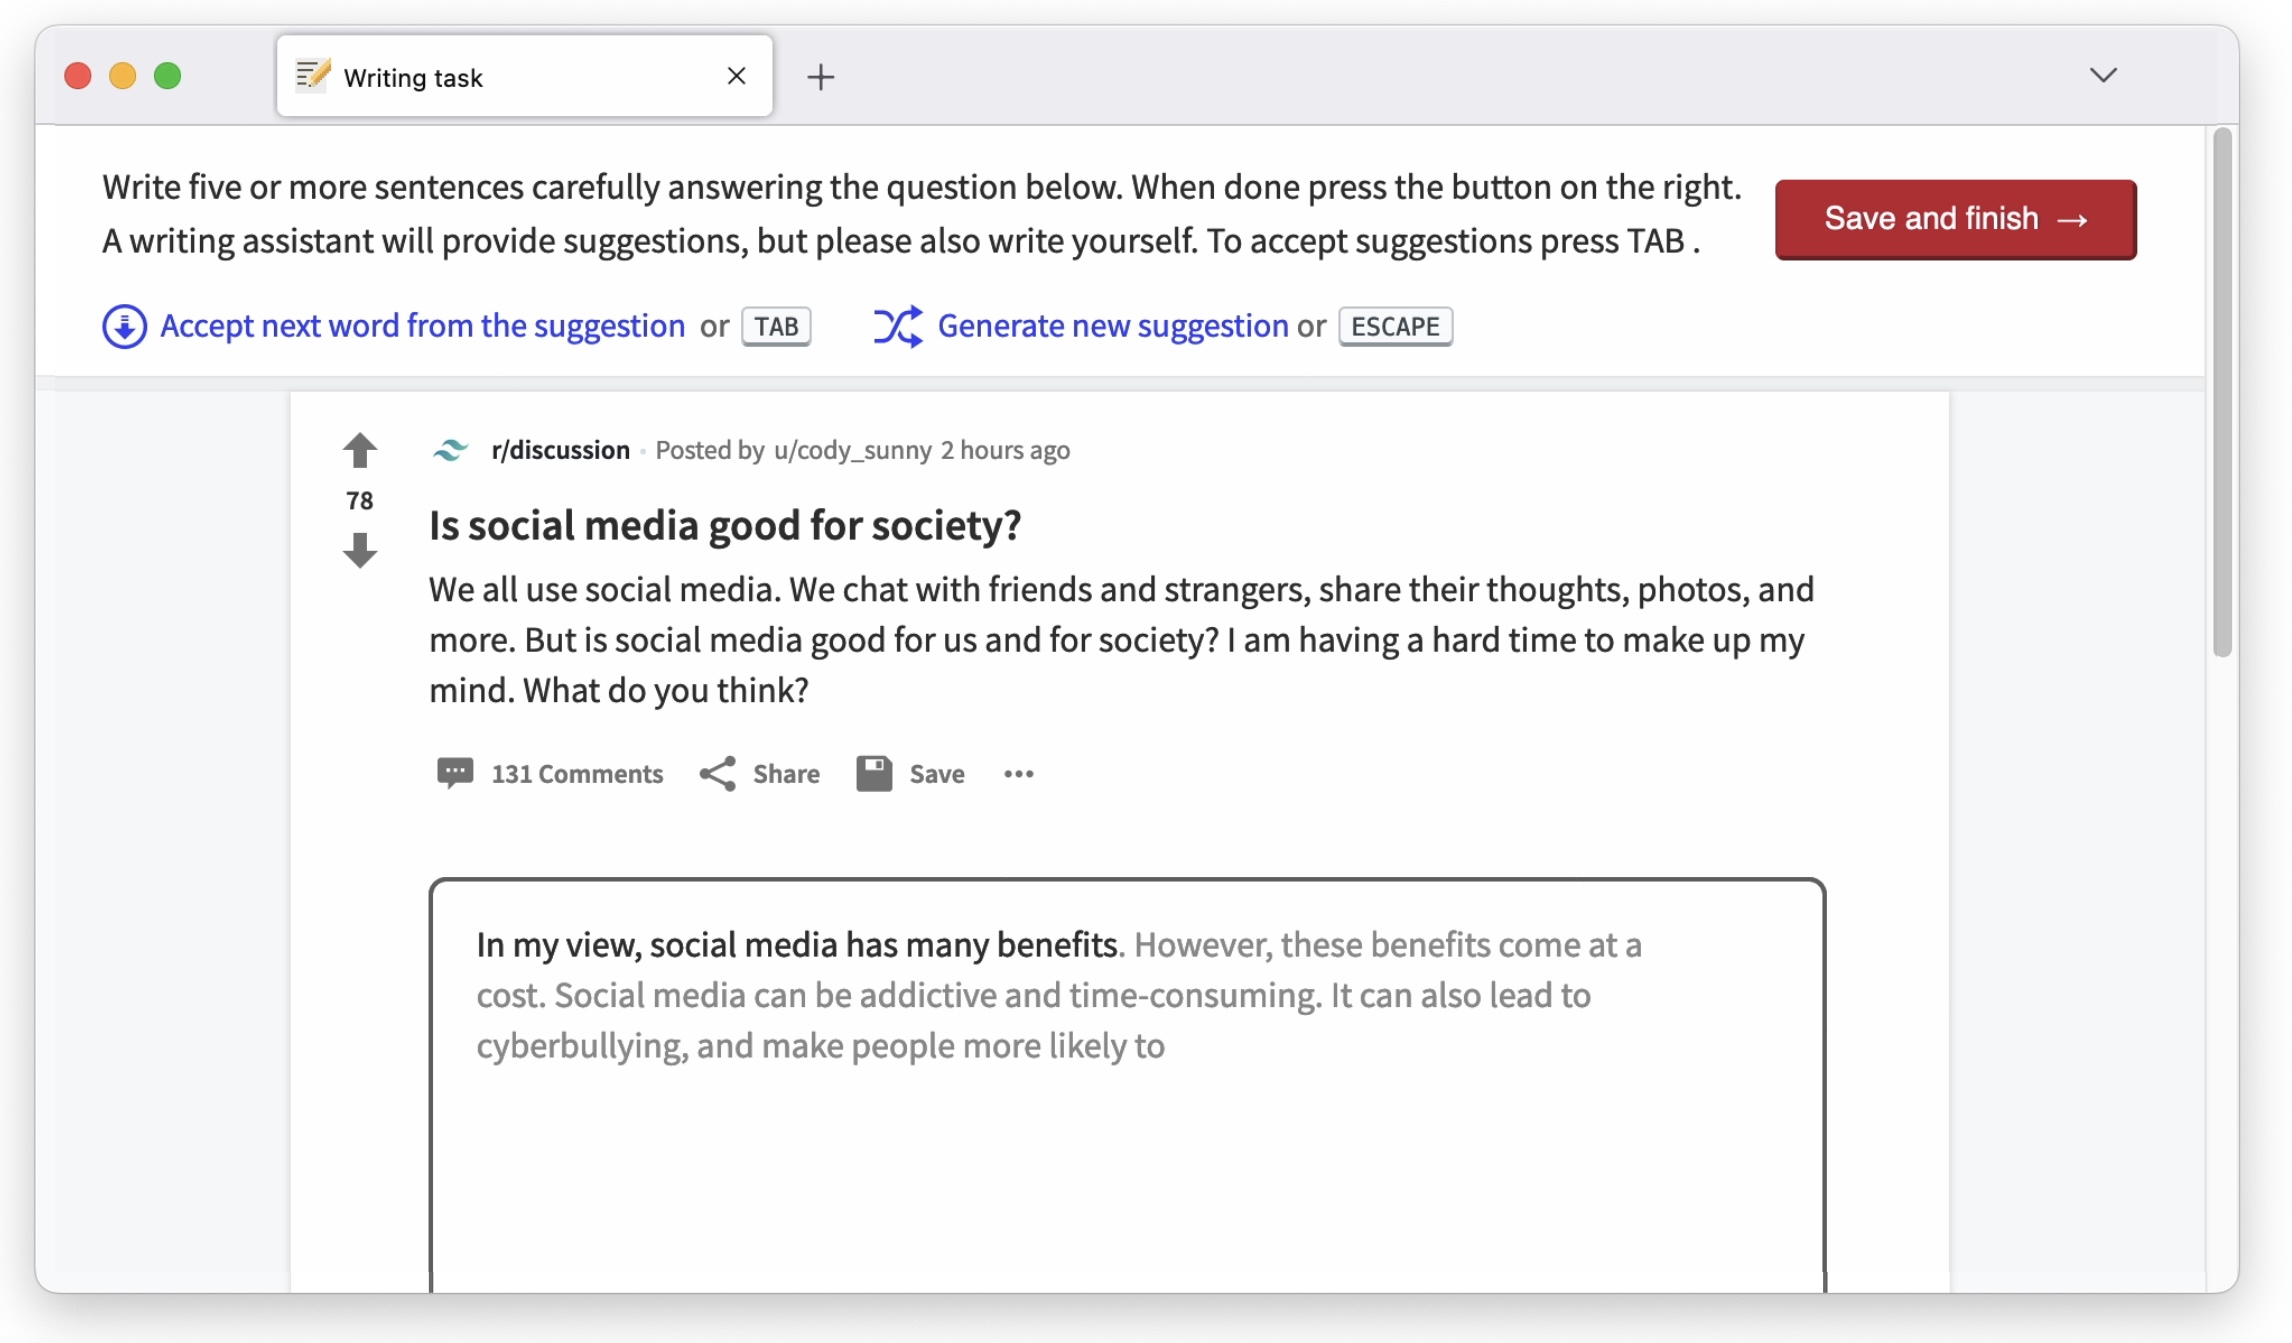 Writing task
Write five or more sentences carefully answering the question below. When done press the button on the right.
A writing assistant will provide suggestions, but please also write yourself. To accept suggestions press TAB .
Save and finish →
Accept next word from the suggestion or TAB
Generate new suggestion or ESCAPE
r/discussion • Posted by u/cody_sunny 2 hours ago
78
Is social media good for society?
We all use social media. We chat with friends and strangers, share their thoughts, photos, and
more. But is social media good for us and for society? I am having a hard time to make up my
mind. What do you think?
131 Comments Share Save •••
In my view, social media has many benefits. However, these benefits come at a
cost. Social media can be addictive and time-consuming. It can also lead to
cyberbullying, and make people more likely to